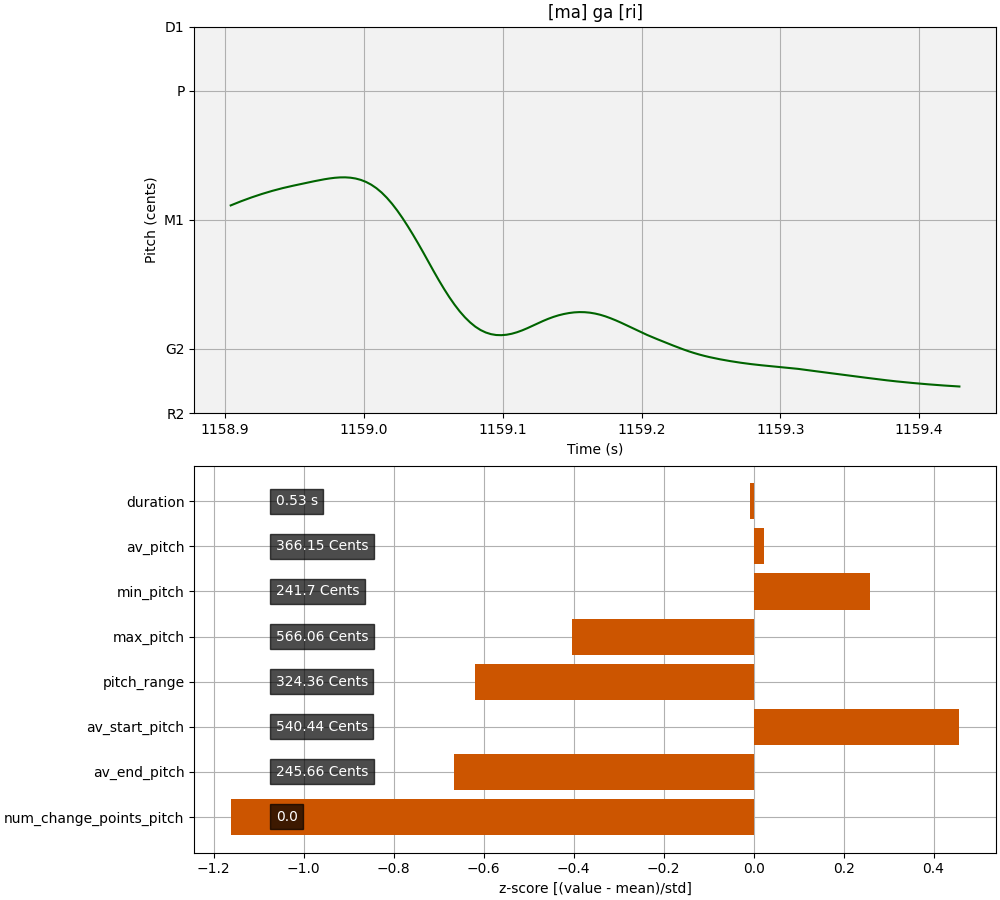 [ma] ga [ri]
D1
P
M1
G2
R2
Pitch (cents)
1158.9 1159.0 1159.1 1159.2 1159.3 1159.4
Time (s)
duration 0.53 s
av_pitch 366.15 Cents
min_pitch 241.7 Cents
max_pitch 566.06 Cents
pitch_range 324.36 Cents
av_start_pitch 540.44 Cents
av_end_pitch 245.66 Cents
num_change_points_pitch 0.0
−1.2 −1.0 −0.8 −0.6 −0.4 −0.2 0.0 0.2 0.4
z-score [(value - mean)/std]